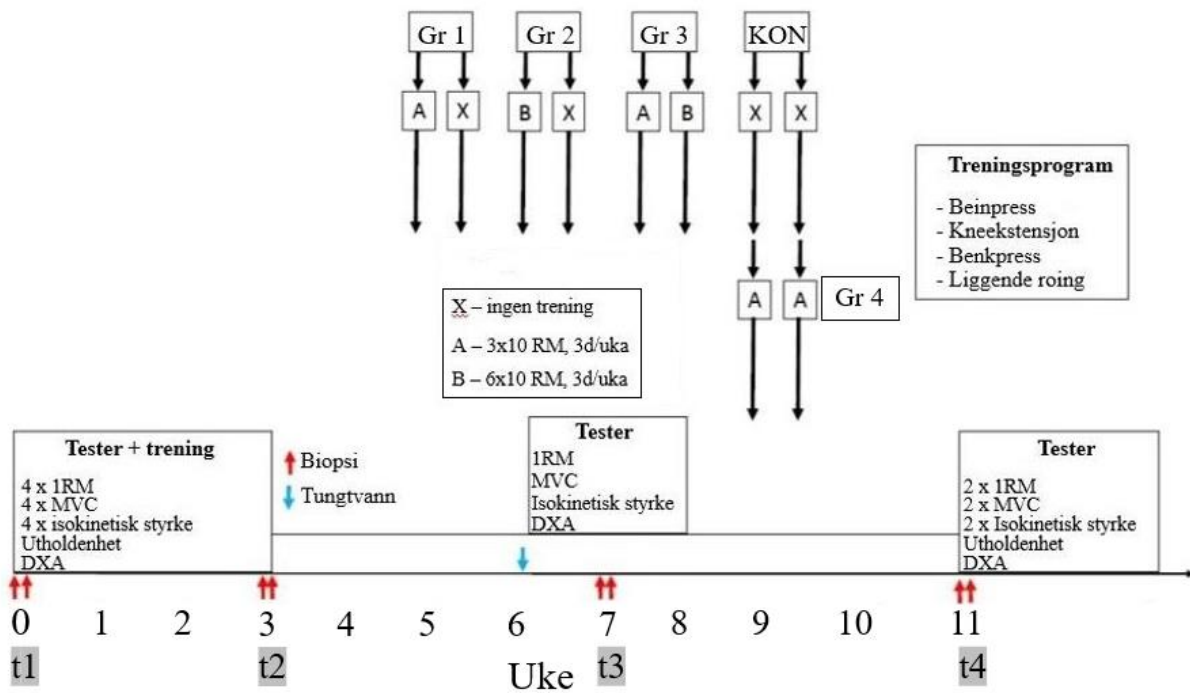 Gr 1 Gr 2 Gr 3 KON
A X B X A B X X
Treningsprogram
- Beinpress
- Kneekstensjon
- Benkpress
- Liggende roing
A A Gr 4
X – ingen trening
A – 3x10 RM, 3d/uka
B – 6x10 RM, 3d/uka
Tester + trening
4 x 1RM
4 x MVC
4 x isokinetisk styrke
Utholdenhet
DXA
Biopsi
Tungtvann
Tester
1RM
MVC
Isokinetisk styrke
DXA
Tester
2 x 1RM
2 x MVC
2 x Isokinetisk styrke
Utholdenhet
DXA
0 1 2 3 4 5 6 7 8 9 10 11
t1 t2 Uke t3 t4